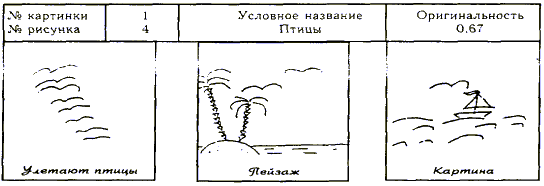 № картинки 1 Условное название Оригинальность
№ рисунка 4 Птицы 0,67
Улетают птицы Пейзаж Картина